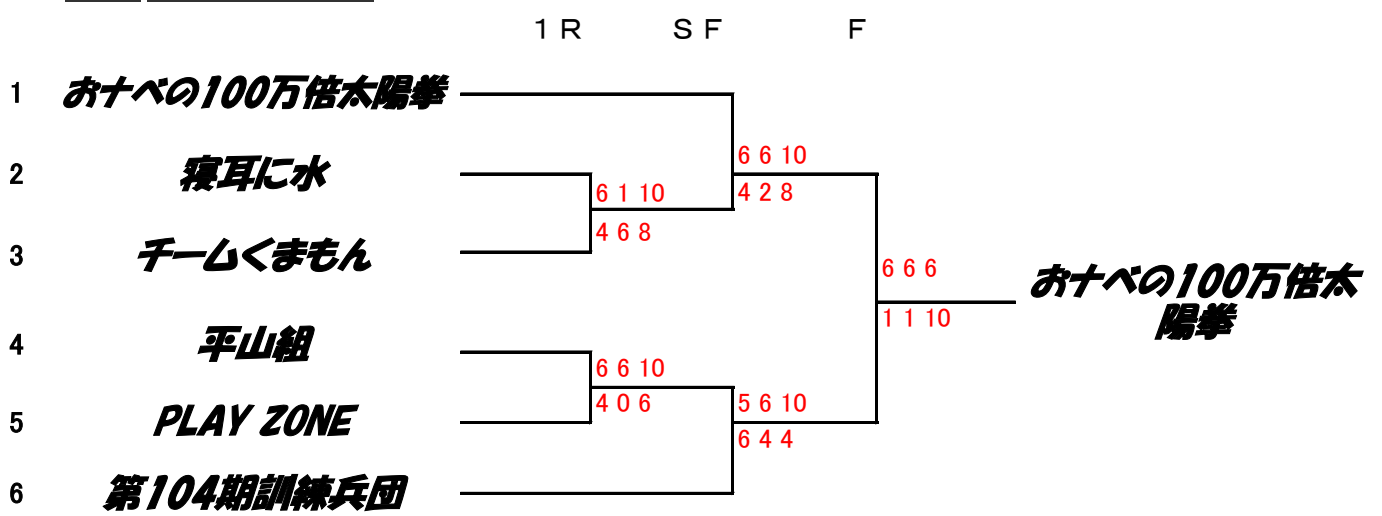 1R SF F
1 おナベの100万倍太陽拳
6 6 10
2 寝耳に水
4 2 8
6 1 10
4 6 8
3 チームくまもん
6 6 6
おナベの100万倍太
陽拳
1 1 10
4 平山組
6 6 10
4 0 6
5 6 10
5 PLAY ZONE
6 4 4
6 第104期訓練兵団